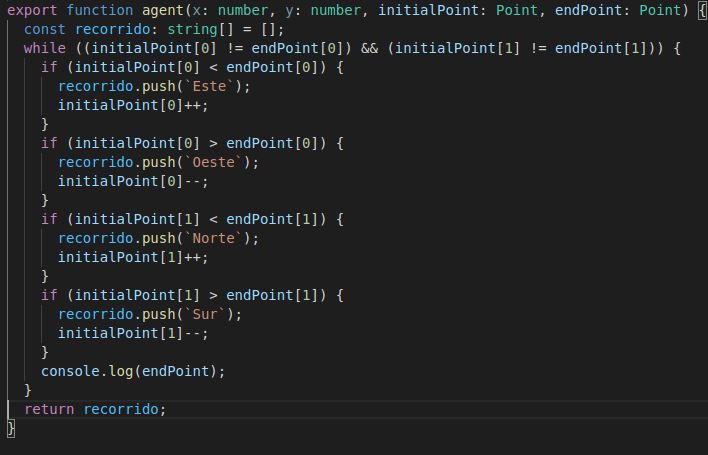 export function agent(x: number, y: number, initialPoint: Point, endPoint: Point) {
  const recorrido: string[] = [];
  while ((initialPoint[0] != endPoint[0]) && (initialPoint[1] != endPoint[1])) {
    if (initialPoint[0] < endPoint[0]) {
      recorrido.push(`Este`);
      initialPoint[0]++;
    }
    if (initialPoint[0] > endPoint[0]) {
      recorrido.push(`Oeste`);
      initialPoint[0]--;
    }
    if (initialPoint[1] < endPoint[1]) {
      recorrido.push(`Norte`);
      initialPoint[1]++;
    }
    if (initialPoint[1] > endPoint[1]) {
      recorrido.push(`Sur`);
      initialPoint[1]--;
    }
    console.log(endPoint);
  }
  return recorrido;
}